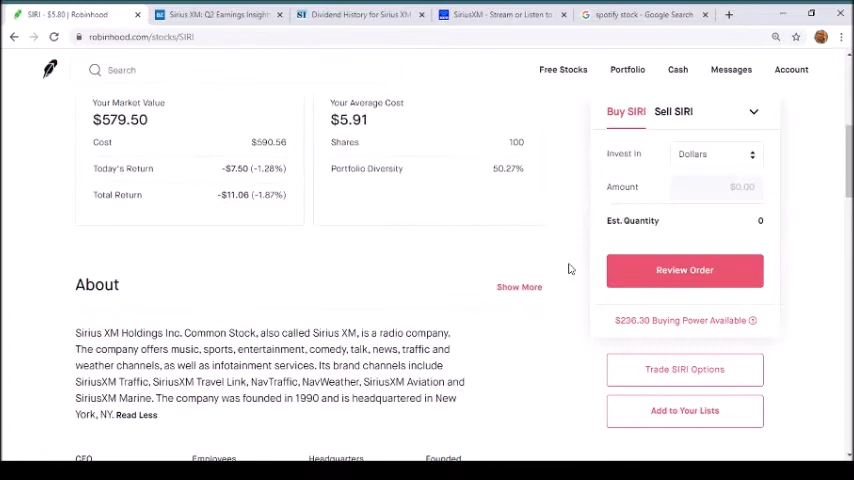 SIRI - $5.80 | Robinhood
Sirius XM: Q2 Earnings Insight
Dividend History for Sirius XM
SiriusXM - Stream or Listen to
spotify stock - Google Search
robinhood.com/stocks/SIRI
Search
Free Stocks
Portfolio
Cash
Messages
Account
Your Market Value
$579.50
Cost
$590.56
Today's Return
-$7.50 (-1.28%)
Total Return
-$11.06 (-1.87%)
Your Average Cost
$5.91
Shares
100
Portfolio Diversity
50.27%
Buy SIRI
Sell SIRI
Invest In
Dollars
Amount
$0.00
Est. Quantity
0
Review Order
$236.30 Buying Power Available
Trade SIRI Options
Add to Your Lists
About
Show More
Sirius XM Holdings Inc. Common Stock, also called Sirius XM, is a radio company.
The company offers music, sports, entertainment, comedy, talk, news, traffic and
weather channels, as well as infotainment services. Its brand channels include
SiriusXM Traffic, SiriusXM Travel Link, NavTraffic, NavWeather, SiriusXM Aviation and
SiriusXM Marine. The company was founded in 1990 and is headquartered in New
York, NY. Read Less
CEO
Employees
Headquarters
Founded